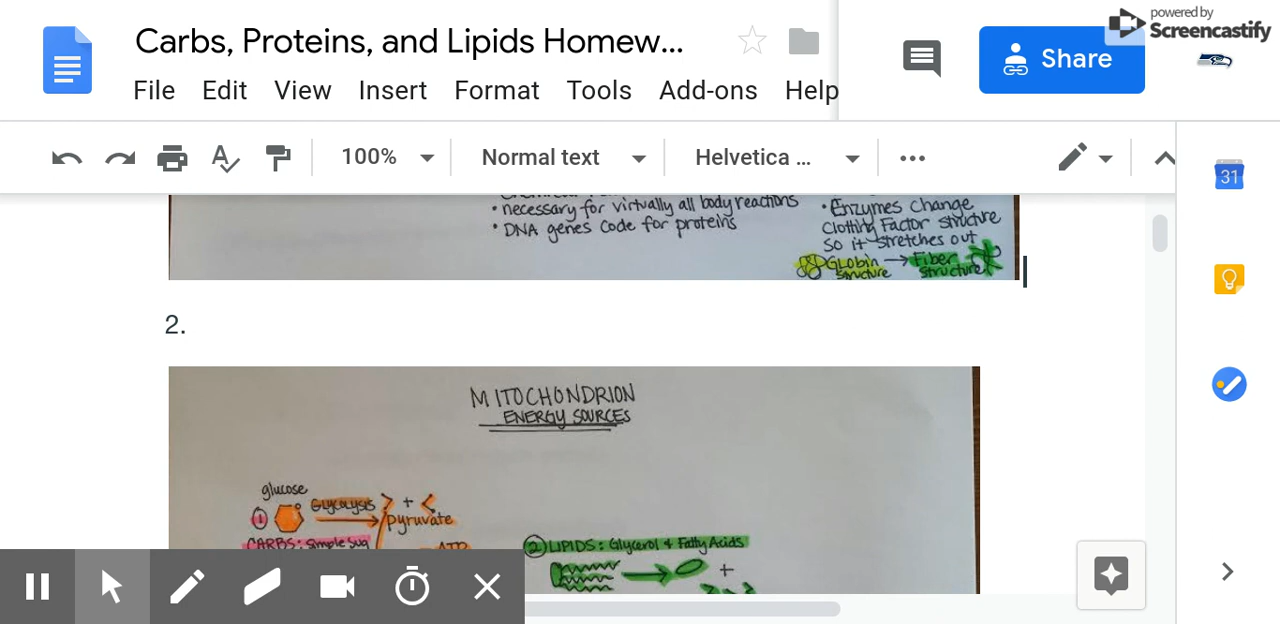 powered by
Screencastify
Carbs, Proteins, and Lipids Homew...
Share
File Edit View Insert Format Tools Add-ons Help
100% Normal text Helvetica ...
31
• necessary for virtually all body reactions
• DNA genes code for proteins
• Enzymes change
Clotting Factor structure
So it stretches out
Globin → Fiber
structure structure
2.
MITOCHONDRION
ENERGY SOURCES
glucose
① Glycolysis > + <
pyruvate
CARBS: Simple Sug
ATP
② LIPIDS: Glycerol & Fatty Acids
+